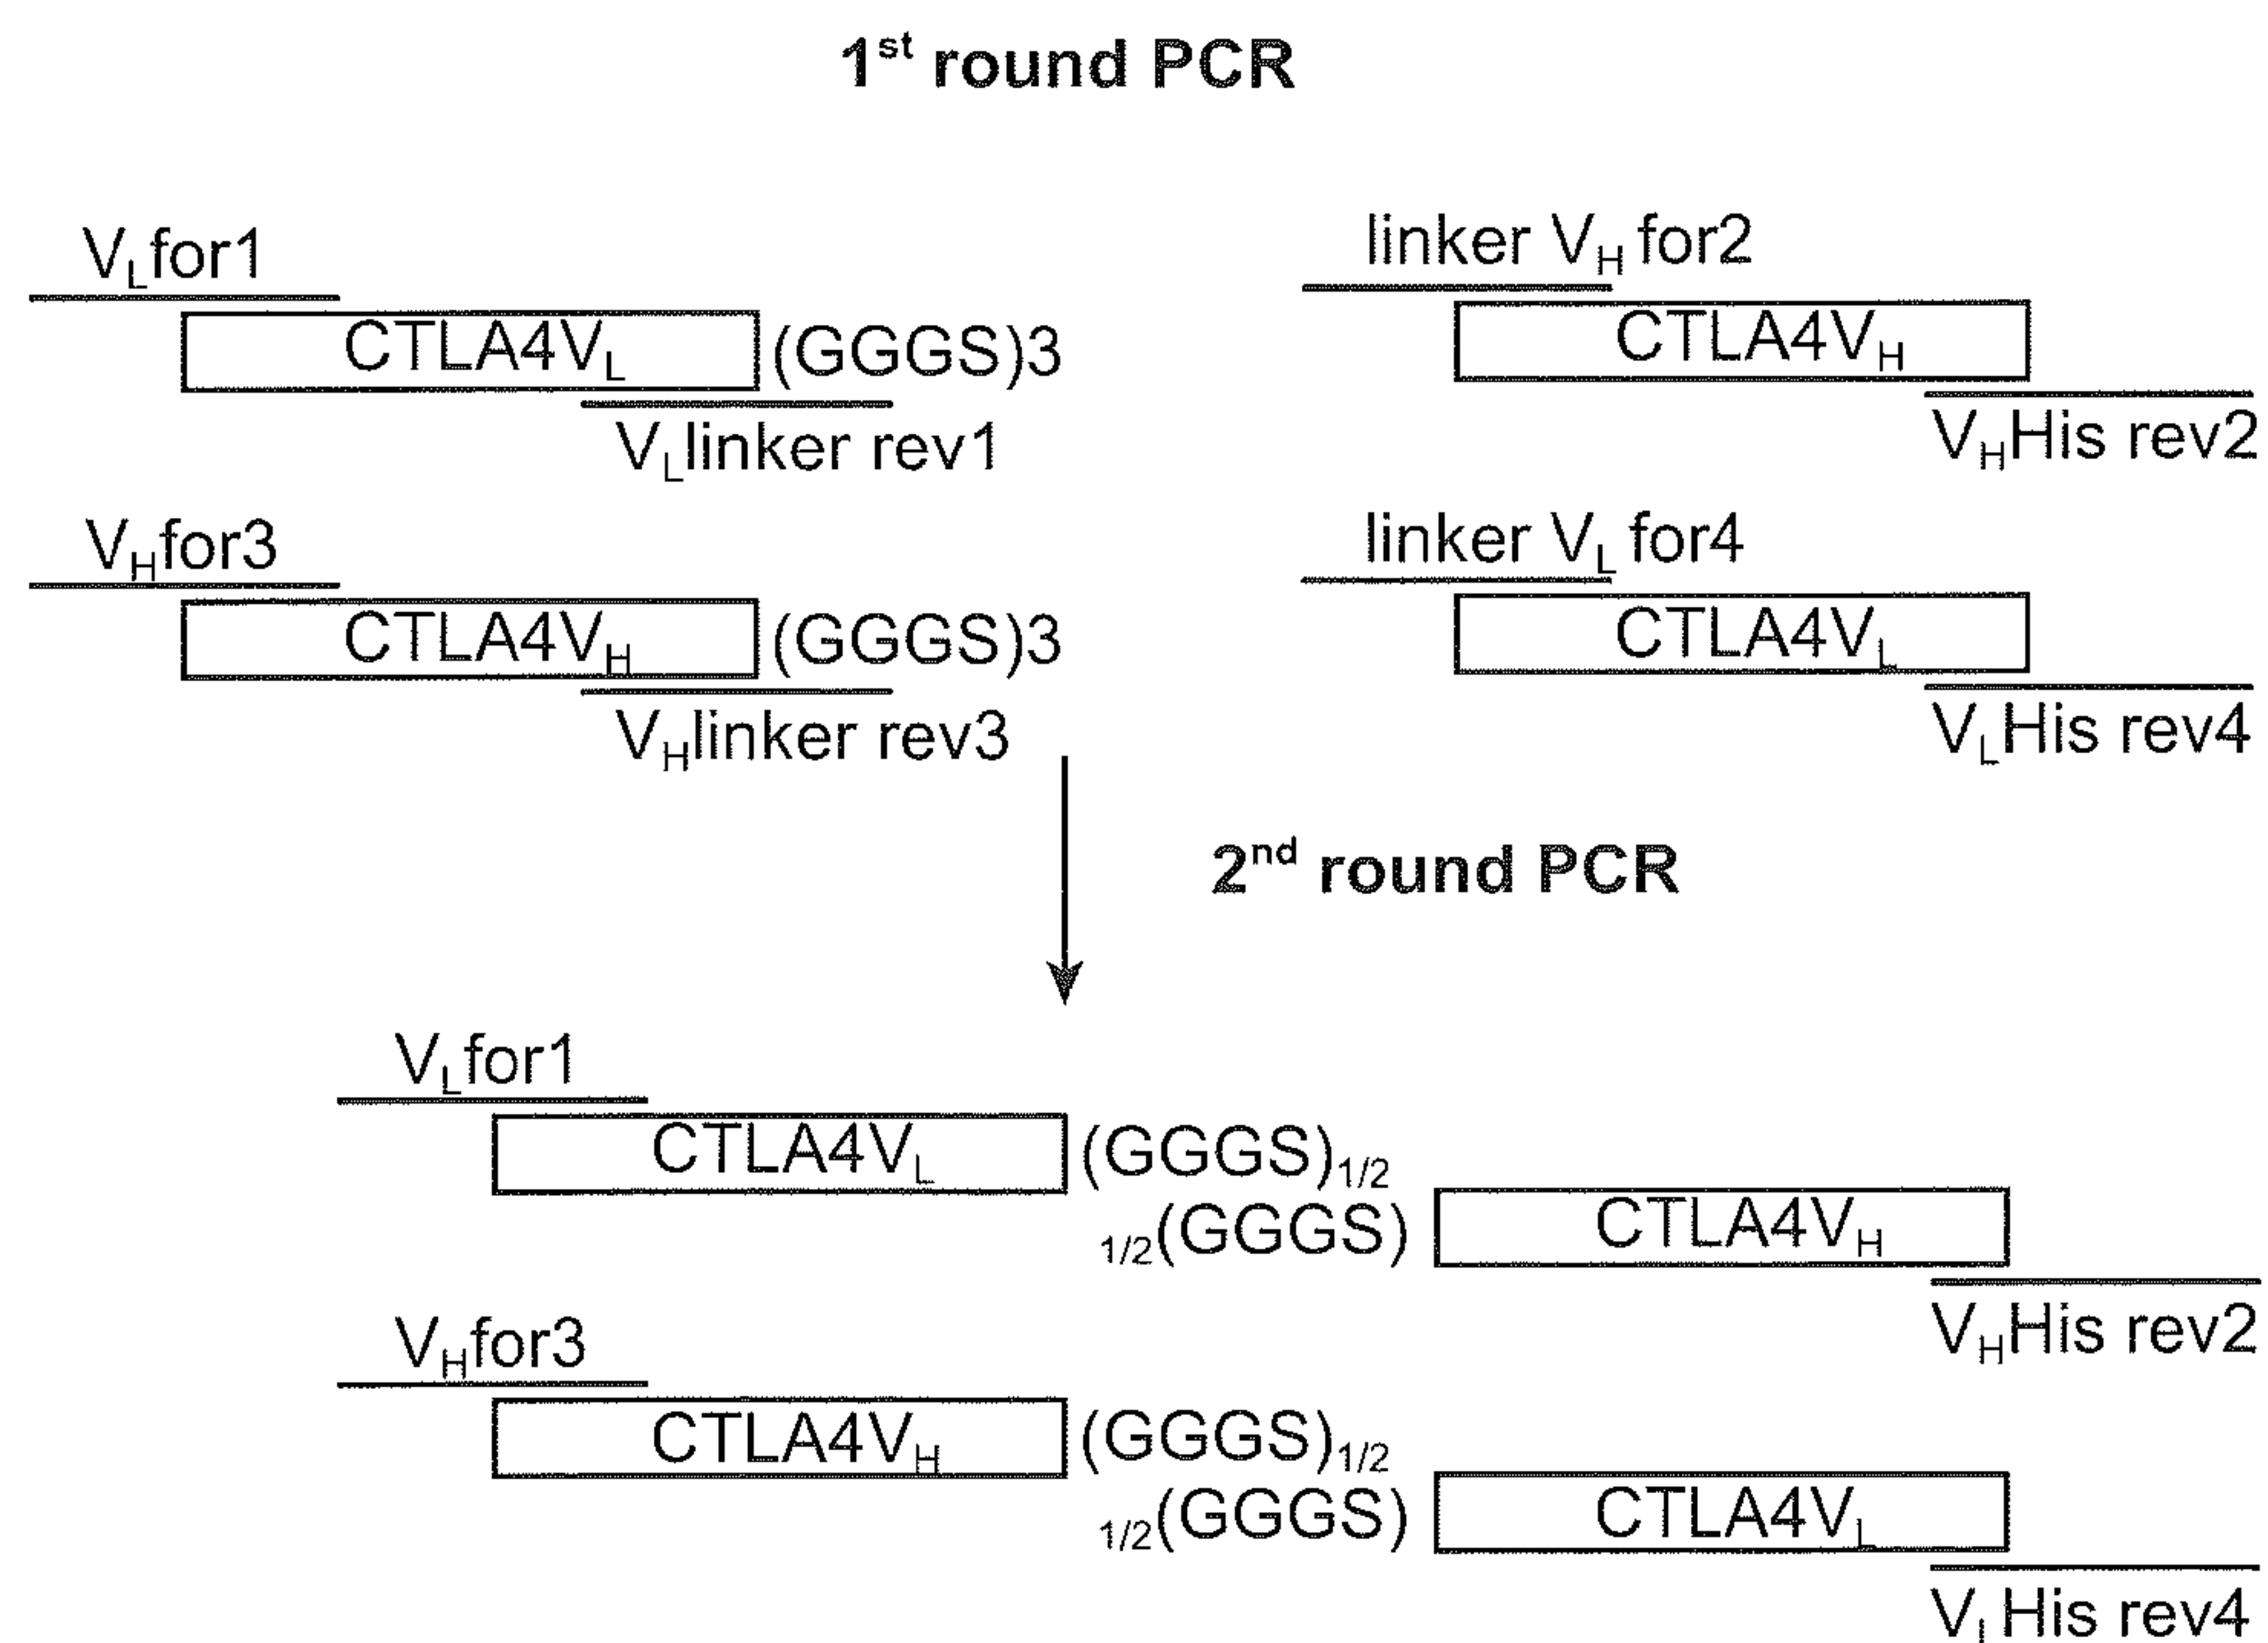 1st round PCR
VLfor1
linker VH for2
CTLA4VL (GGGS)3
CTLA4VH
VLlinker rev1
VHHis rev2
VHfor3
linker VL for4
CTLA4VH (GGGS)3
CTLA4VL
VHlinker rev3
VLHis rev4
2nd round PCR
VLfor1
CTLA4VL (GGGS)1/2
1/2(GGGS) CTLA4VH
VHHis rev2
VHfor3
CTLA4VH (GGGS)1/2
1/2(GGGS) CTLA4VL
VLHis rev4